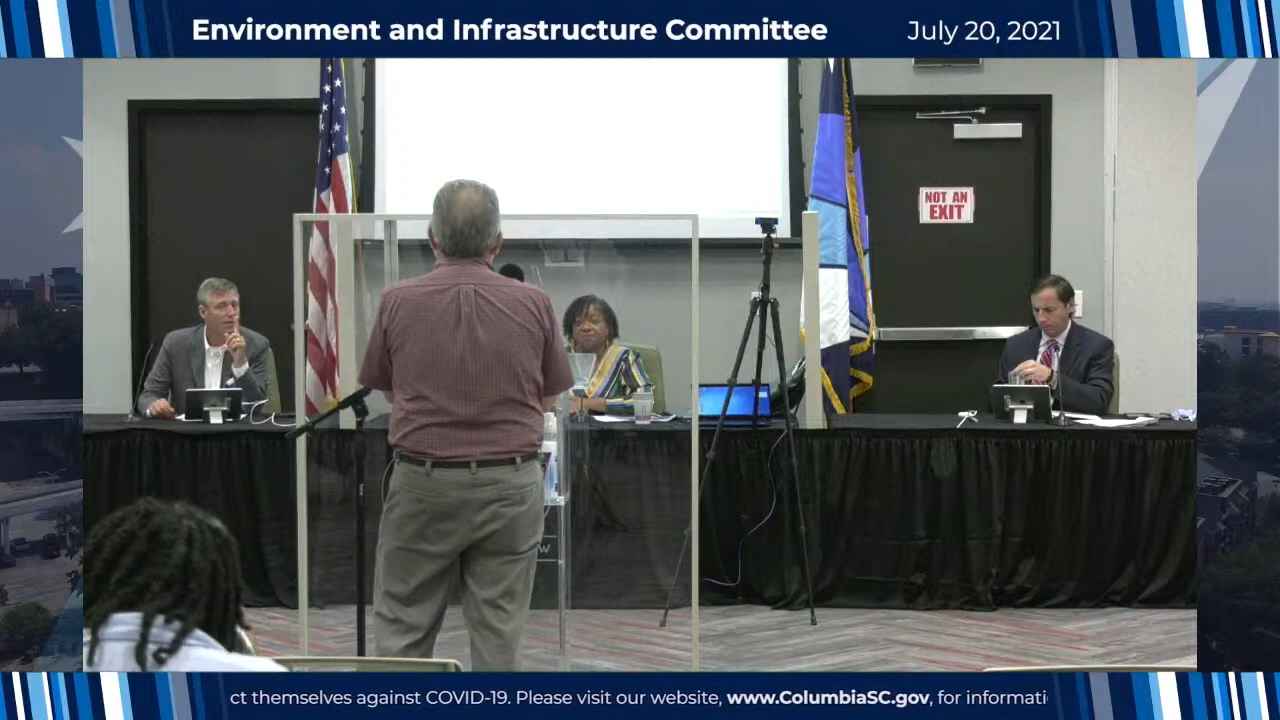 Environment and Infrastructure Committee
July 20, 2021
NOT AN
EXIT
W
ct themselves against COVID-19. Please visit our website, www.ColumbiaSC.gov, for informati